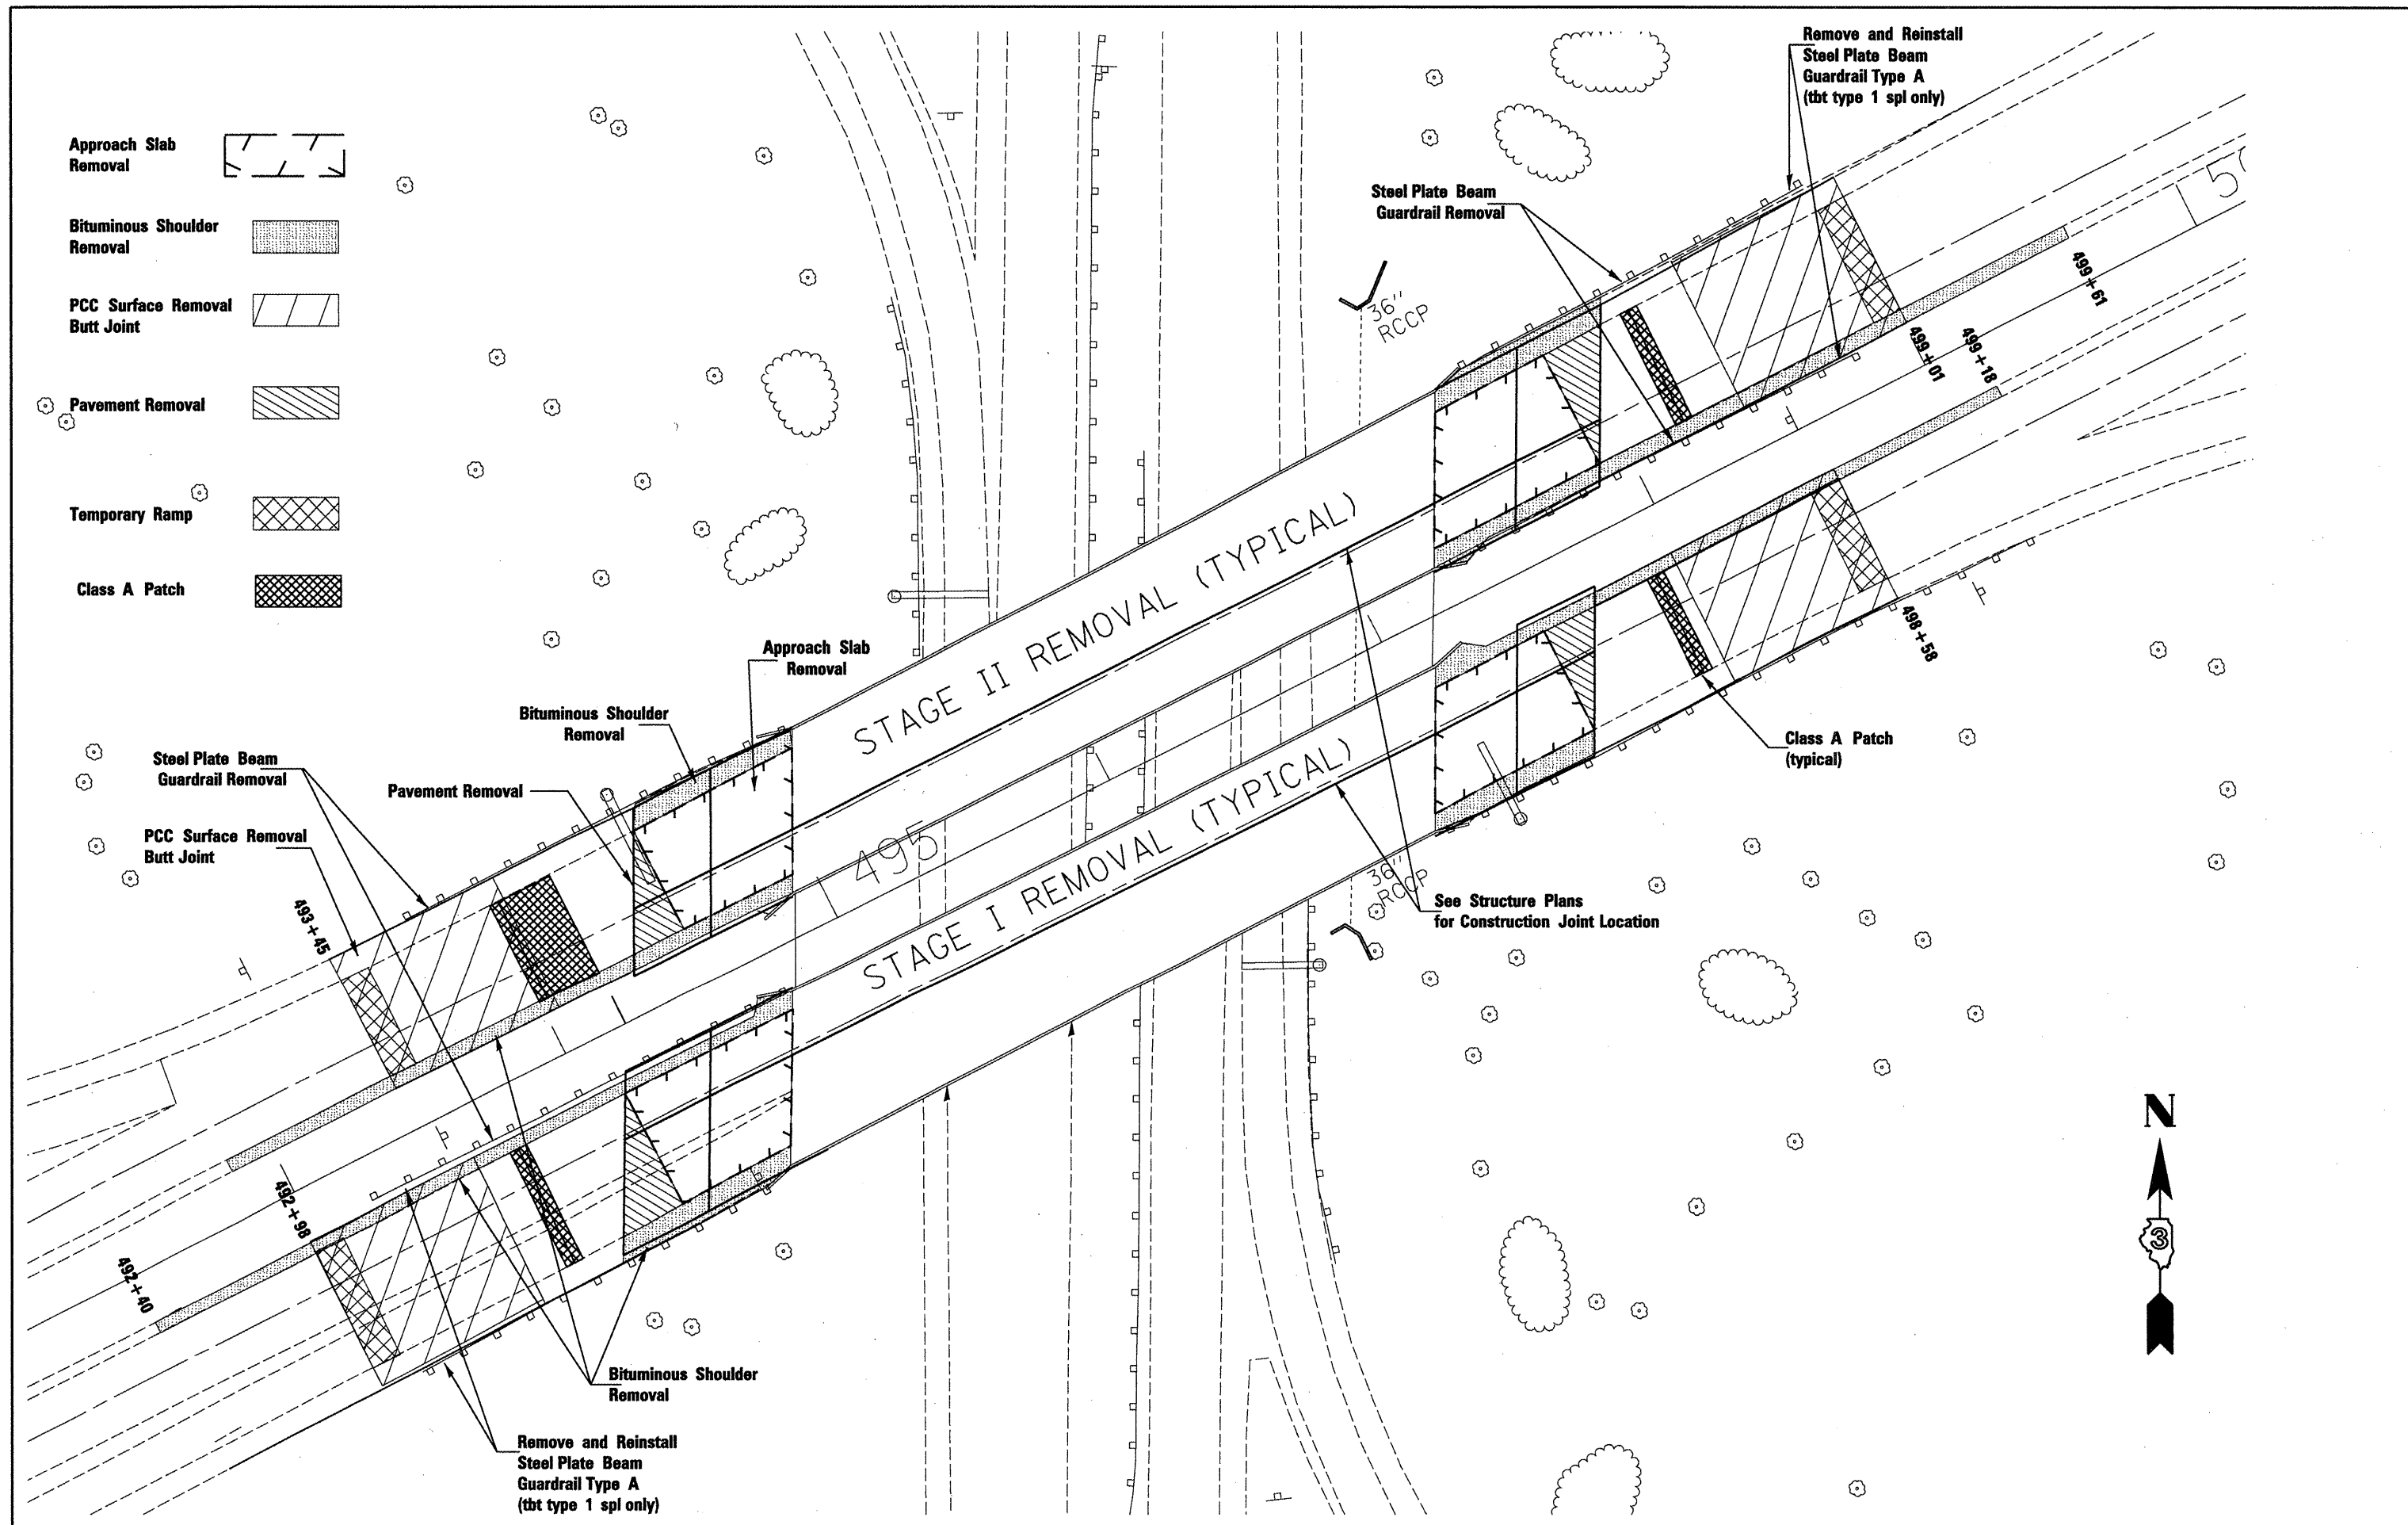 Remove and Reinstall
Steel Plate Beam
Guardrail Type A
(tbt type 1 spl only)
Approach Slab
Removal
Steel Plate Beam
Guardrail Removal
Bituminous Shoulder
Removal
PCC Surface Removal
Butt Joint
Pavement Removal
Temporary Ramp
Class A Patch
36"
RCCP
499+61
499+01
499+18
498+58
STAGE II REMOVAL (TYPICAL)
Approach Slab
Removal
Bituminous Shoulder
Removal
Steel Plate Beam
Guardrail Removal
Pavement Removal
PCC Surface Removal
Butt Joint
Class A Patch
(typical)
495
STAGE I REMOVAL (TYPICAL)
36"
RCCP
See Structure Plans
for Construction Joint Location
493+45
492+98
492+40
N
3
Bituminous Shoulder
Removal
Remove and Reinstall
Steel Plate Beam
Guardrail Type A
(tbt type 1 spl only)